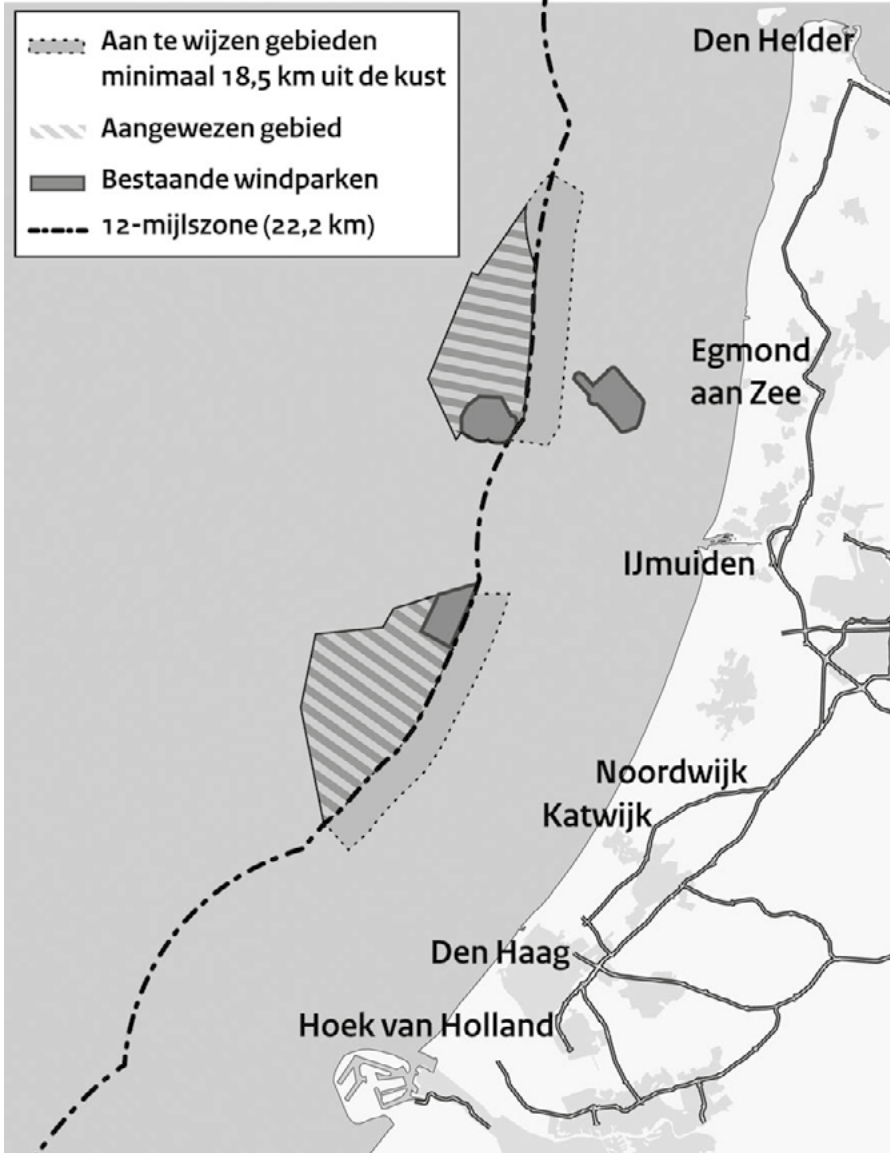 Aan te wijzen gebieden
minimaal 18,5 km uit de kust
Aangewezen gebied
Bestaande windparken
12-mijlszone (22,2 km)
Den Helder
Egmond
aan Zee
IJmuiden
Noordwijk
Katwijk
Den Haag
Hoek van Holland